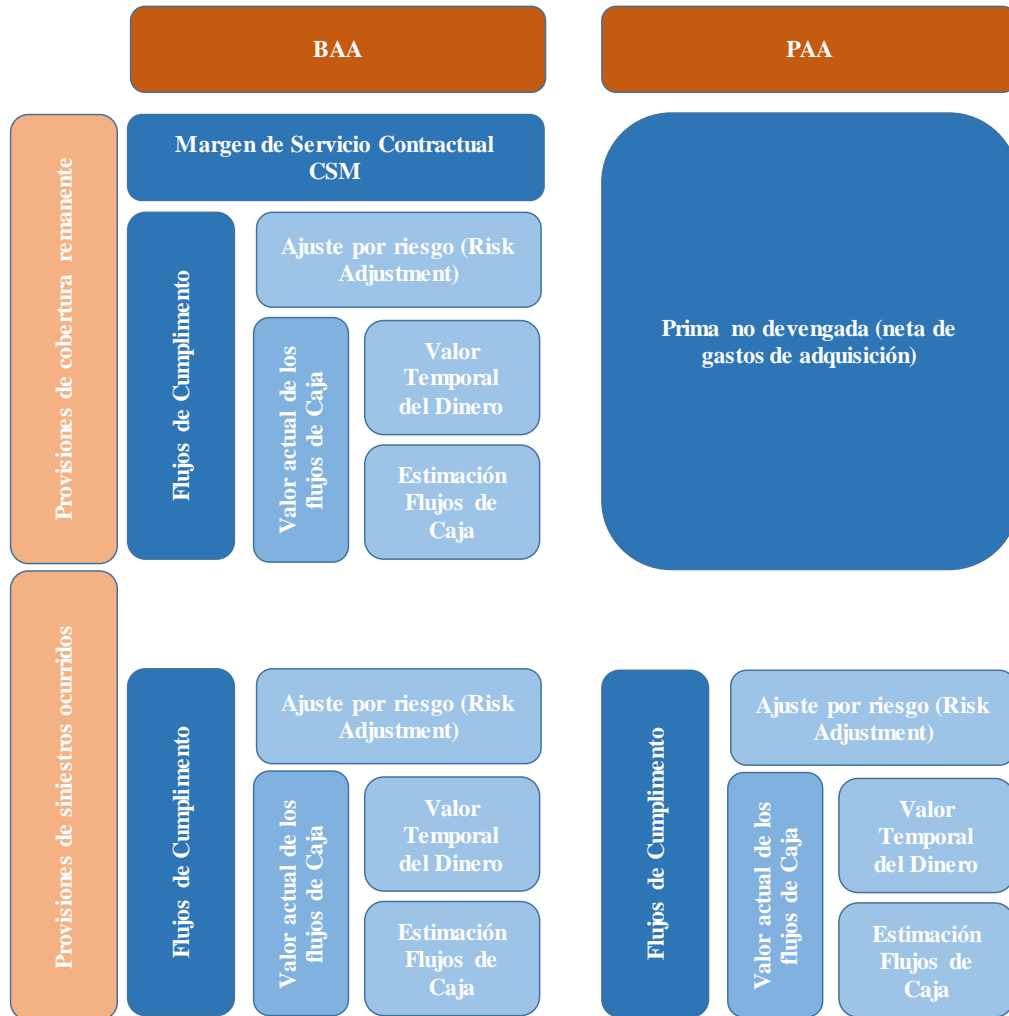 BAA
PAA
Provisiones de cobertura remanente
Margen de Servicio Contractual
CSM
Flujos de Cumplimento
Ajuste por riesgo (Risk
Adjustment)
Valor actual de los
flujos de Caja
Valor
Temporal
del Dinero
Estimación
Flujos de
Caja
Prima no devengada (neta de
gastos de adquisición)
Provisiones de siniestros ocurridos
Flujos de Cumplimento
Ajuste por riesgo (Risk
Adjustment)
Valor actual de los
flujos de Caja
Valor
Temporal
del Dinero
Estimación
Flujos de
Caja
Flujos de Cumplimento
Ajuste por riesgo (Risk
Adjustment)
Valor actual de los
flujos de Caja
Valor
Temporal
del Dinero
Estimación
Flujos de
Caja